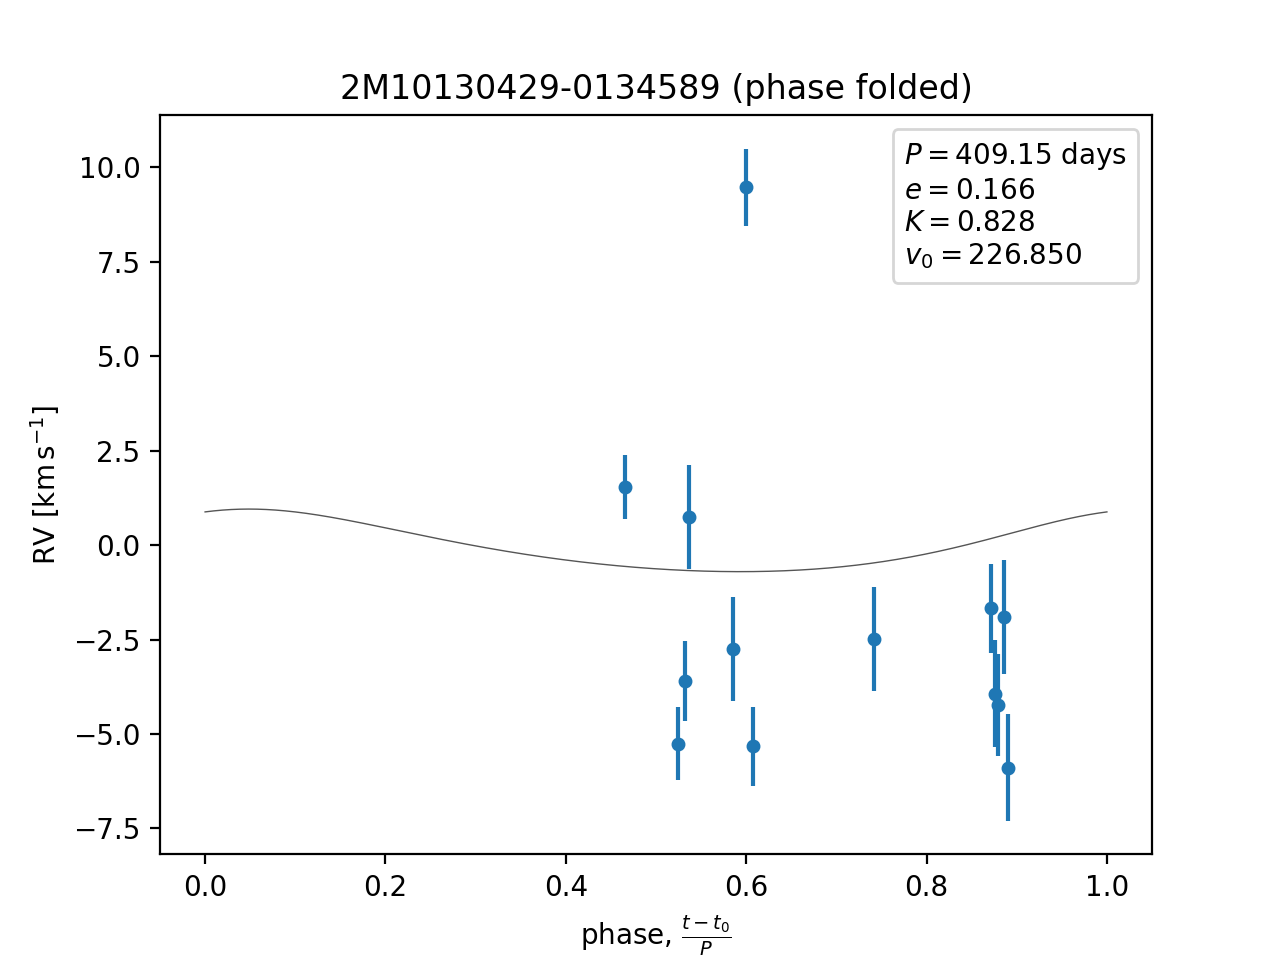 2M10130429-0134589 (phase folded)
P = 409.15 days
e = 0.166
K = 0.828
v₀ = 226.850
10.0
7.5
5.0
2.5
0.0
−2.5
−5.0
−7.5
RV [km s⁻¹]
0.0 0.2 0.4 0.6 0.8 1.0
phase, (t − t₀)/P